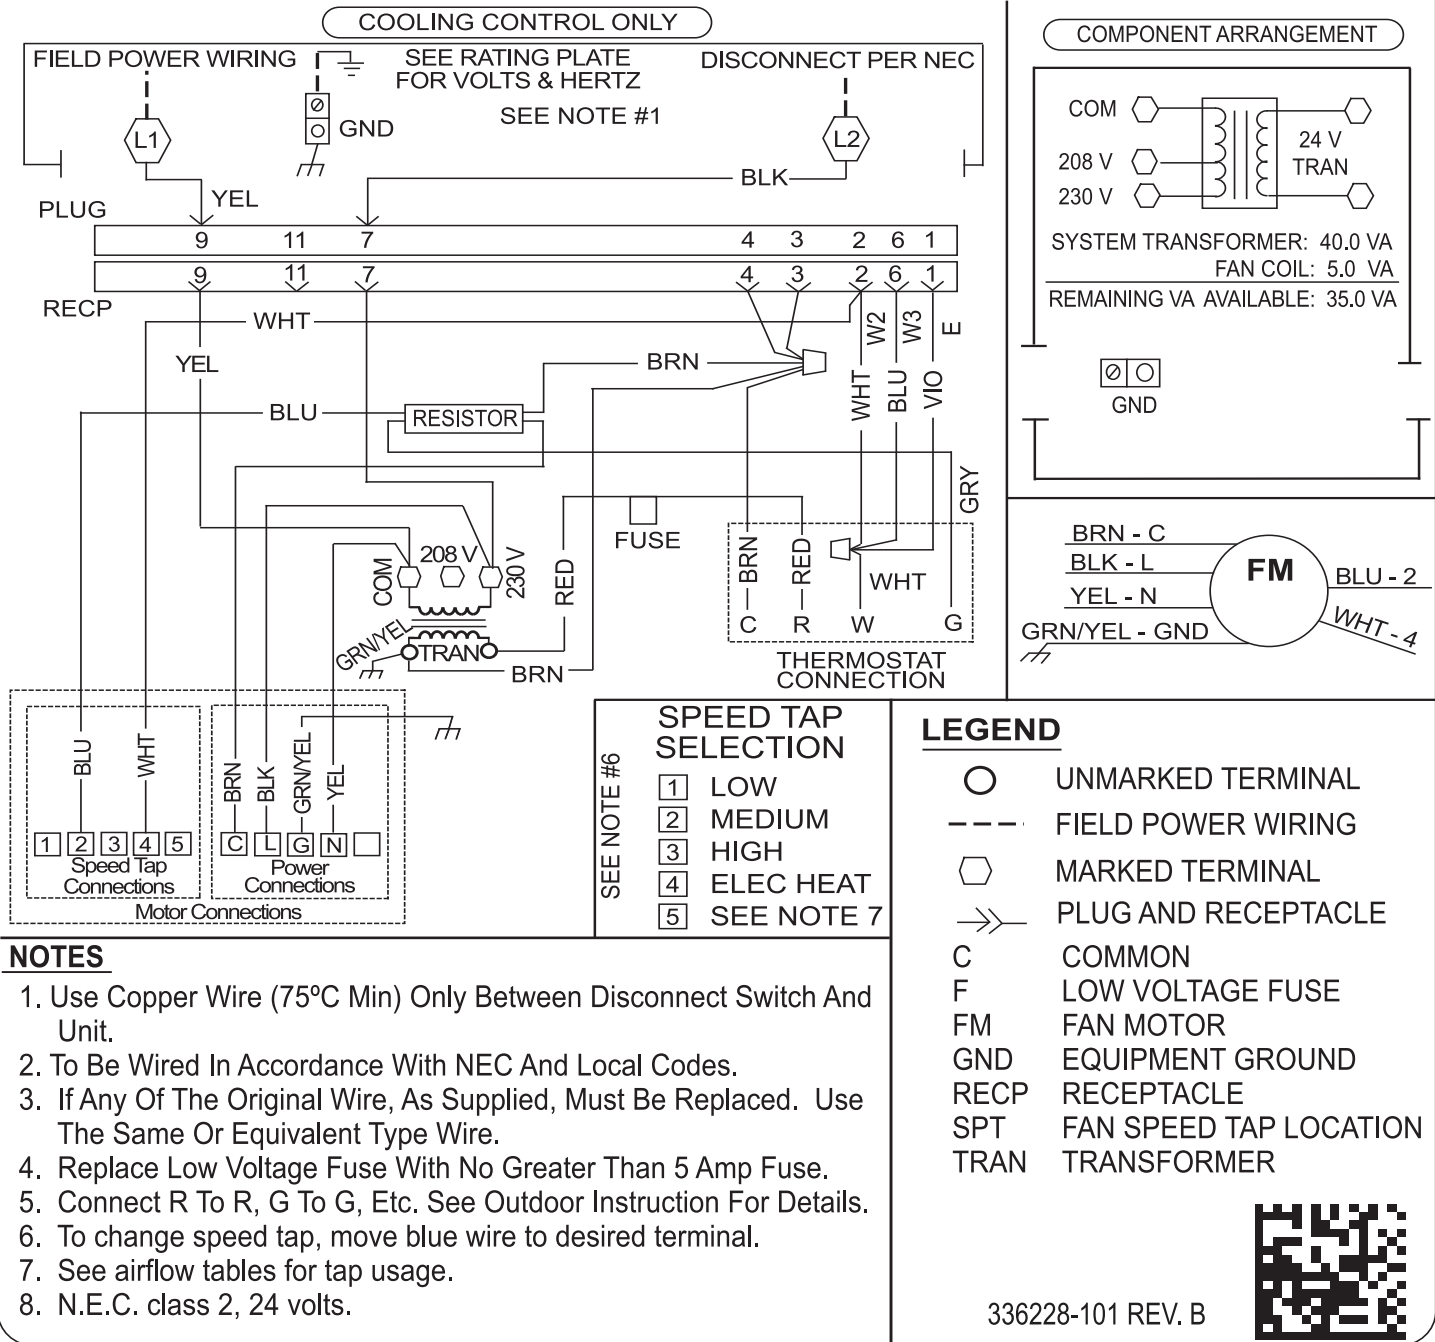 COOLING CONTROL ONLY
FIELD POWER WIRING
SEE RATING PLATE
FOR VOLTS & HERTZ
DISCONNECT PER NEC
SEE NOTE #1
GND
L1
L2
BLK
YEL
PLUG
9 11 7 4 3 2 6 1
9 11 7 4 3 2 6 1
RECP
WHT
W2
W3
E
YEL
BRN
WHT
BLU
VIO
BLU
RESISTOR
GRY
FUSE
COM
208 V
230 V
RED
BRN
RED
WHT
C R W G
THERMOSTAT
CONNECTION
GRN/YEL
TRAN
BRN
BLU
WHT
BRN
BLK
GRN/YEL
YEL
1 2 3 4 5
C L G N
Speed Tap
Connections
Power
Connections
Motor Connections
SEE NOTE #6
SPEED TAP
SELECTION
1 LOW
2 MEDIUM
3 HIGH
4 ELEC HEAT
5 SEE NOTE 7
COMPONENT ARRANGEMENT
COM
208 V
230 V
24 V
TRAN
SYSTEM TRANSFORMER: 40.0 VA
FAN COIL: 5.0 VA
REMAINING VA AVAILABLE: 35.0 VA
GND
BRN - C
BLK - L
YEL - N
GRN/YEL - GND
FM
BLU - 2
WHT - 4
LEGEND
UNMARKED TERMINAL
FIELD POWER WIRING
MARKED TERMINAL
PLUG AND RECEPTACLE
C COMMON
F LOW VOLTAGE FUSE
FM FAN MOTOR
GND EQUIPMENT GROUND
RECP RECEPTACLE
SPT FAN SPEED TAP LOCATION
TRAN TRANSFORMER
336228-101 REV. B
NOTES
1. Use Copper Wire (75ºC Min) Only Between Disconnect Switch And
Unit.
2. To Be Wired In Accordance With NEC And Local Codes.
3. If Any Of The Original Wire, As Supplied, Must Be Replaced. Use
The Same Or Equivalent Type Wire.
4. Replace Low Voltage Fuse With No Greater Than 5 Amp Fuse.
5. Connect R To R, G To G, Etc. See Outdoor Instruction For Details.
6. To change speed tap, move blue wire to desired terminal.
7. See airflow tables for tap usage.
8. N.E.C. class 2, 24 volts.